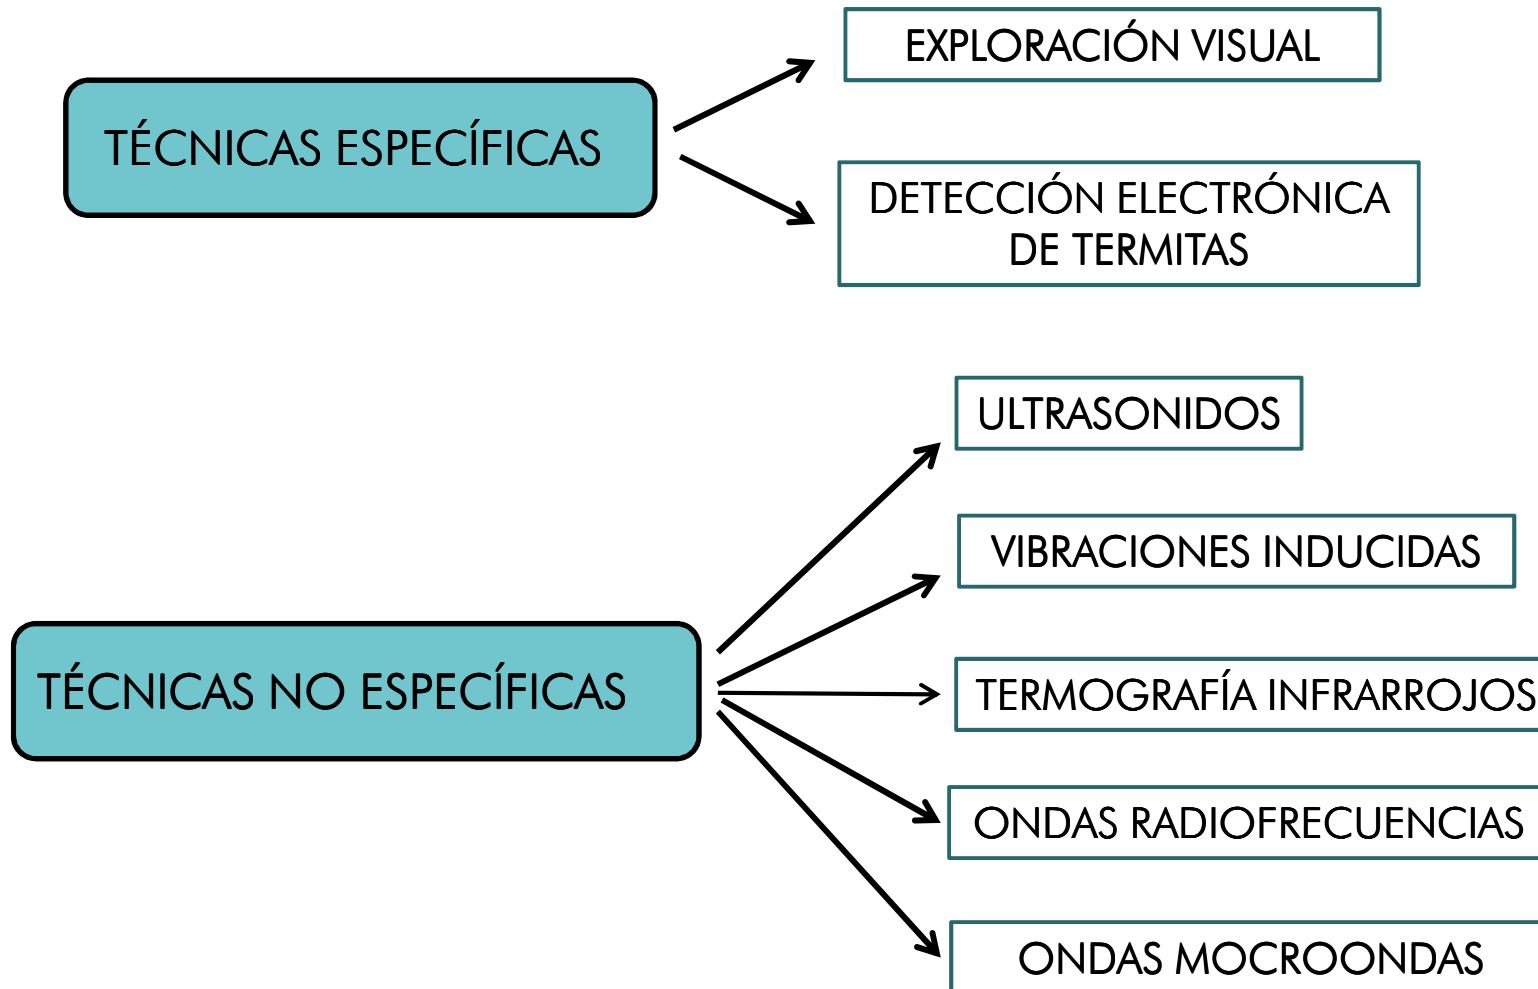 TÉCNICAS ESPECÍFICAS
EXPLORACIÓN VISUAL
DETECCIÓN ELECTRÓNICA
DE TERMITAS
TÉCNICAS NO ESPECÍFICAS
ULTRASONIDOS
VIBRACIONES INDUCIDAS
TERMOGRAFÍA INFRARROJOS
ONDAS RADIOFRECUENCIAS
ONDAS MOCROONDAS